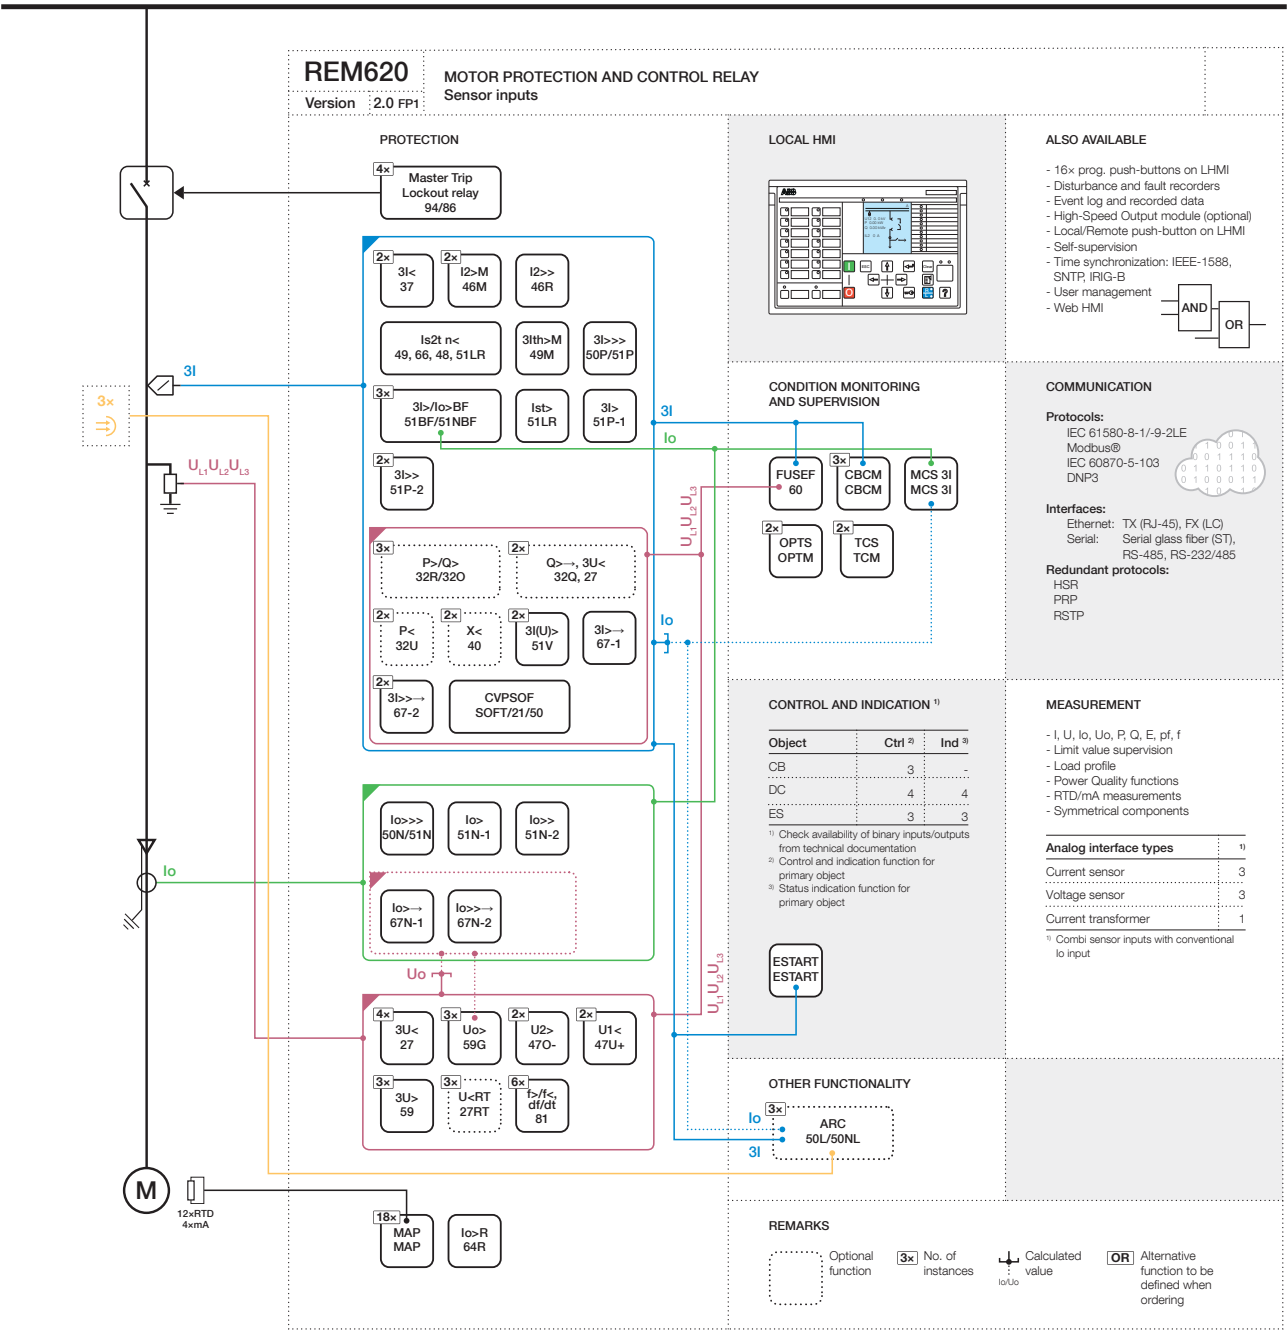 REM620
Version 2.0 FP1
MOTOR PROTECTION AND CONTROL RELAY
Sensor inputs
PROTECTION
4×
Master Trip
Lockout relay
94/86
2×
3I<
37
2×
I2>M
46M
I2>>
46R
Is2t n<
49, 66, 48, 51LR
3Ith>M
49M
3I>>>
50P/51P
3×
3I>/Io>BF
51BF/51NBF
Ist>
51LR
3I>
51P-1
2×
3I>>
51P-2
3×
P>/Q>
32R/32O
2×
Q>→, 3U<
32Q, 27
2×
P<
32U
2×
X<
40
2×
3I(U)>
51V
3I>→
67-1
2×
3I>>→
67-2
CVPSOF
SOFT/21/50
Io>>>
50N/51N
Io>
51N-1
Io>>
51N-2
Io>→
67N-1
Io>>→
67N-2
Uo
4×
3U<
27
3×
Uo>
59G
2×
U2>
47O-
2×
U1<
47U+
3×
3U>
59
3×
U<RT
27RT
6×
f>/f<,
df/dt
81
18×
MAP
MAP
Io>R
64R
3I
3×
UL1UL2UL3
Io
M
12×RTD
4×mA
3I
Io
UL1UL2UL3
Io
UL1UL2UL3
LOCAL HMI
ABB
ESC
Clear
I
O
?
ALSO AVAILABLE
- 16× prog. push-buttons on LHMI
- Disturbance and fault recorders
- Event log and recorded data
- High-Speed Output module (optional)
- Local/Remote push-button on LHMI
- Self-supervision
- Time synchronization: IEEE-1588,
SNTP, IRIG-B
- User management
- Web HMI
AND
OR
CONDITION MONITORING
AND SUPERVISION
FUSEF
60
3×
CBCM
CBCM
MCS 3I
MCS 3I
2×
OPTS
OPTM
2×
TCS
TCM
COMMUNICATION
Protocols:
IEC 61580-8-1/-9-2LE
Modbus®
IEC 60870-5-103
DNP3
Interfaces:
Ethernet: TX (RJ-45), FX (LC)
Serial: Serial glass fiber (ST),
RS-485, RS-232/485
Redundant protocols:
HSR
PRP
RSTP
CONTROL AND INDICATION 1)
Object Ctrl 2) Ind 3)
CB 3 -
DC 4 4
ES 3 3
1) Check availability of binary inputs/outputs
from technical documentation
2) Control and indication function for
primary object
3) Status indication function for
primary object
ESTART
ESTART
MEASUREMENT
- I, U, Io, Uo, P, Q, E, pf, f
- Limit value supervision
- Load profile
- Power Quality functions
- RTD/mA measurements
- Symmetrical components
Analog interface types 1)
Current sensor 3
Voltage sensor 3
Current transformer 1
1) Combi sensor inputs with conventional
Io input
OTHER FUNCTIONALITY
Io
3I
3×
ARC
50L/50NL
REMARKS
Optional
function
3× No. of
instances
Io/Uo
Calculated
value
OR Alternative
function to be
defined when
ordering